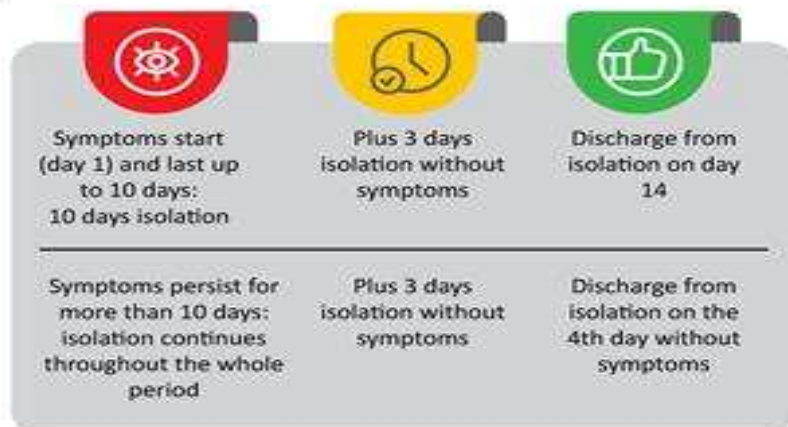 Symptoms start
(day 1) and last up
to 10 days:
10 days isolation
Plus 3 days
isolation without
symptoms
Discharge from
isolation on day
14
Symptoms persist for
more than 10 days:
isolation continues
throughout the whole
period
Plus 3 days
isolation without
symptoms
Discharge from
isolation on the
4th day without
symptoms